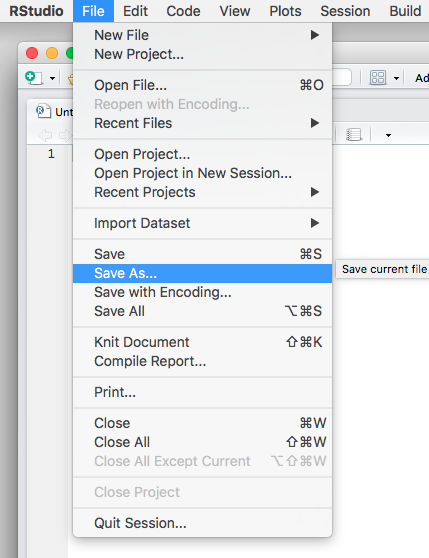 RStudio File Edit Code View Plots Session Build
New File
New Project...
Open File... ⌘O
Reopen with Encoding...
Recent Files
Open Project...
Open Project in New Session...
Recent Projects
Import Dataset
Save ⌘S
Save As...
Save current file
Save with Encoding...
Save All ⌥⌘S
Knit Document ⇧⌘K
Compile Report...
Print...
Close ⌘W
Close All ⇧⌘W
Close All Except Current ⌥⇧⌘W
Close Project
Quit Session...
Ad
Unt
1